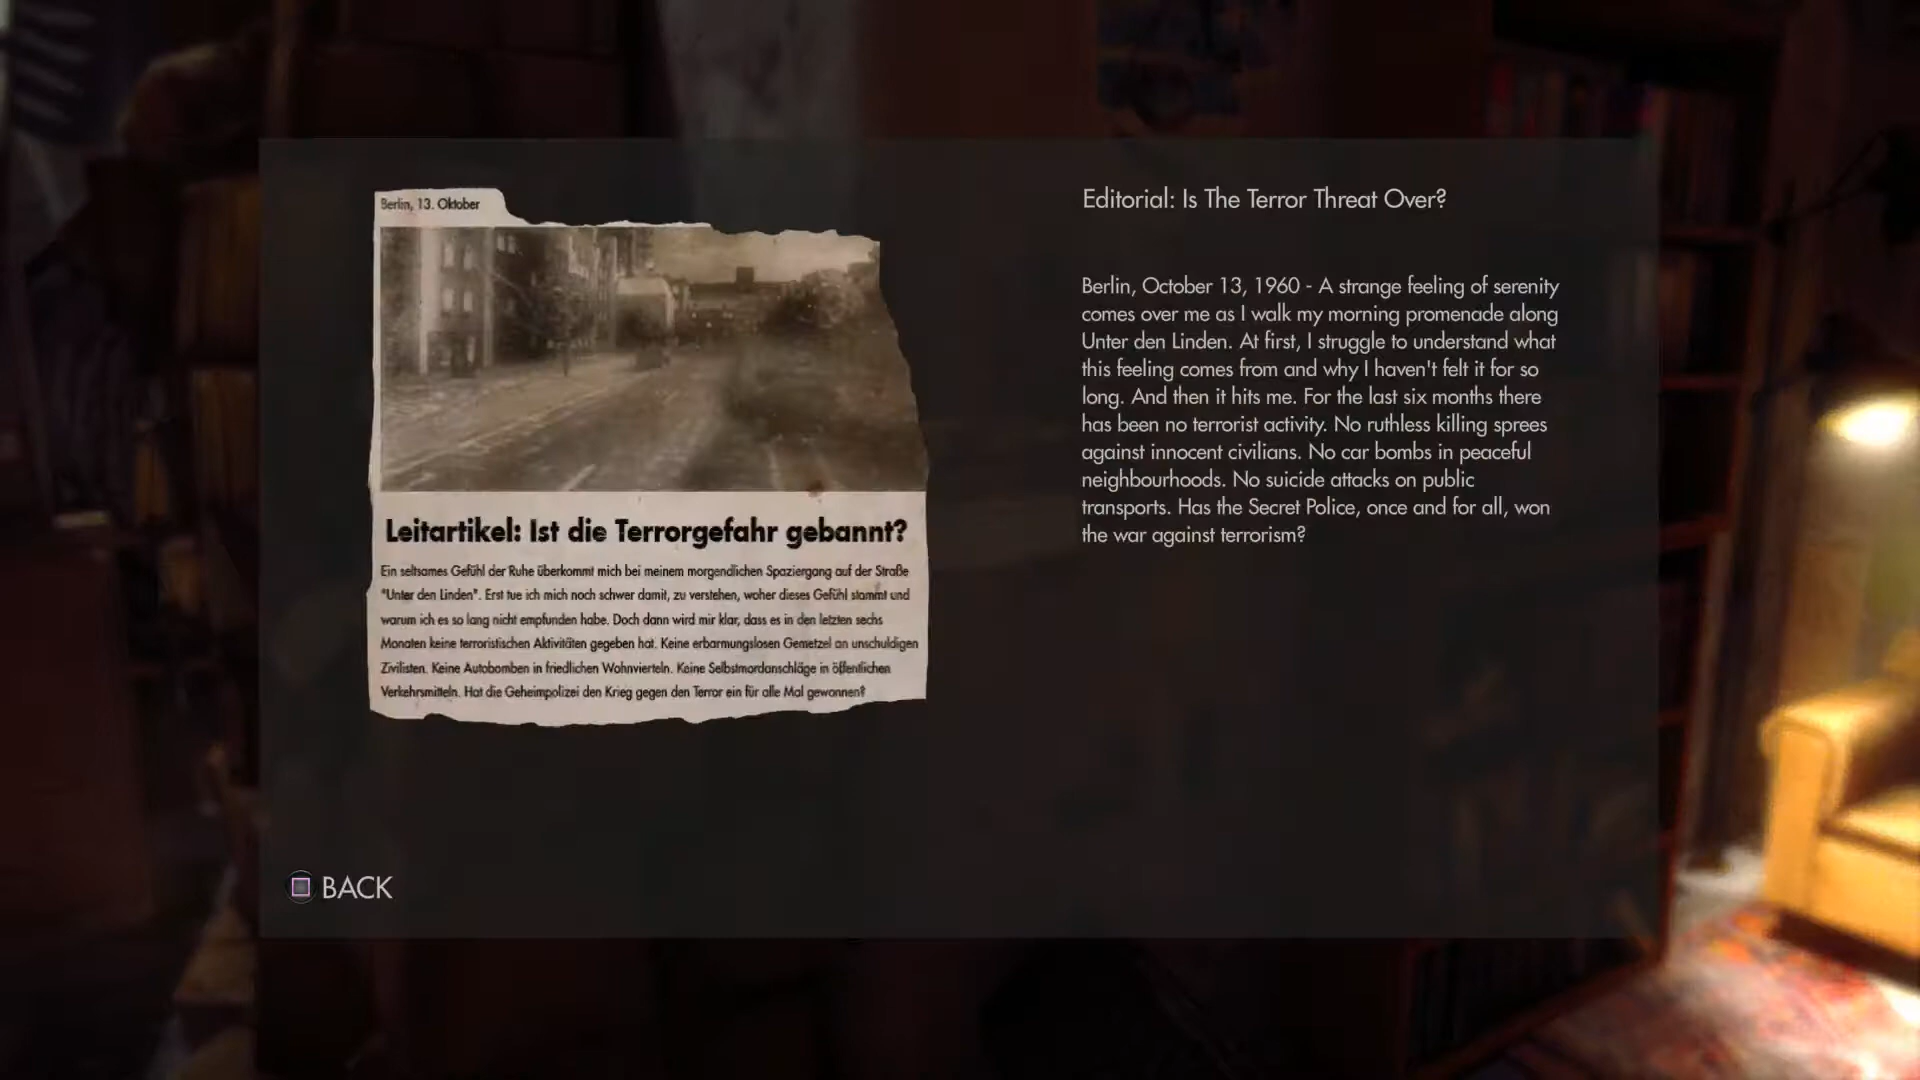 Berlin, 13. Oktober
Leitartikel: Ist die Terrorgefahr gebannt?
Ein seltsames Gefühl der Ruhe überkommt mich bei meinem morgendlichen Spaziergang auf der Straße
"Unter den Linden". Erst tue ich mich noch schwer damit, zu verstehen, woher dieses Gefühl stammt und
warum ich es so lang nicht empfunden habe. Doch dann wird mir klar, dass es in den letzten sechs
Monaten keine terroristischen Aktivitäten gegeben hat. Keine erbarmungslosen Gemetzel an unschuldigen
Zivilisten. Keine Autobomben in friedlichen Wohnvierteln. Keine Selbstmordanschläge in öffentlichen
Verkehrsmitteln. Hat die Geheimpolizei den Krieg gegen den Terror ein für alle Mal gewonnen?
Editorial: Is The Terror Threat Over?
Berlin, October 13, 1960 - A strange feeling of serenity
comes over me as I walk my morning promenade along
Unter den Linden. At first, I struggle to understand what
this feeling comes from and why I haven't felt it for so
long. And then it hits me. For the last six months there
has been no terrorist activity. No ruthless killing sprees
against innocent civilians. No car bombs in peaceful
neighbourhoods. No suicide attacks on public
transports. Has the Secret Police, once and for all, won
the war against terrorism?
BACK